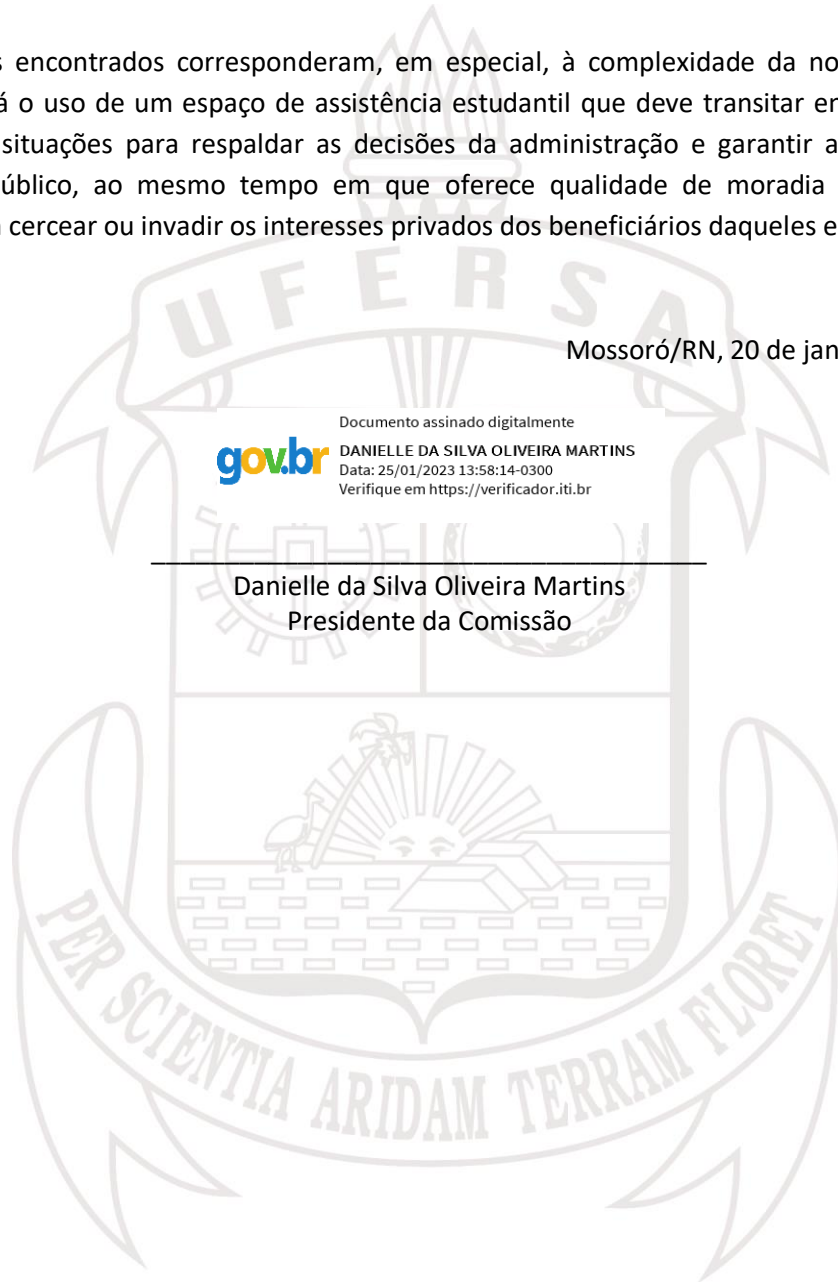 s encontrados corresponderam, em especial, à complexidade da no
á o uso de um espaço de assistência estudantil que deve transitar en
situações para respaldar as decisões da administração e garantir a
úblico, ao mesmo tempo em que oferece qualidade de moradia
cercear ou invadir os interesses privados dos beneficiários daqueles e
UFERSA
Mossoró/RN, 20 de jan
Documento assinado digitalmente
gov.br
DANIELLE DA SILVA OLIVEIRA MARTINS
Data: 25/01/2023 13:58:14-0300
Verifique em https://verificador.iti.br
Danielle da Silva Oliveira Martins
Presidente da Comissão
PER SCIENTIA ARIDAM TERRAM FLORET